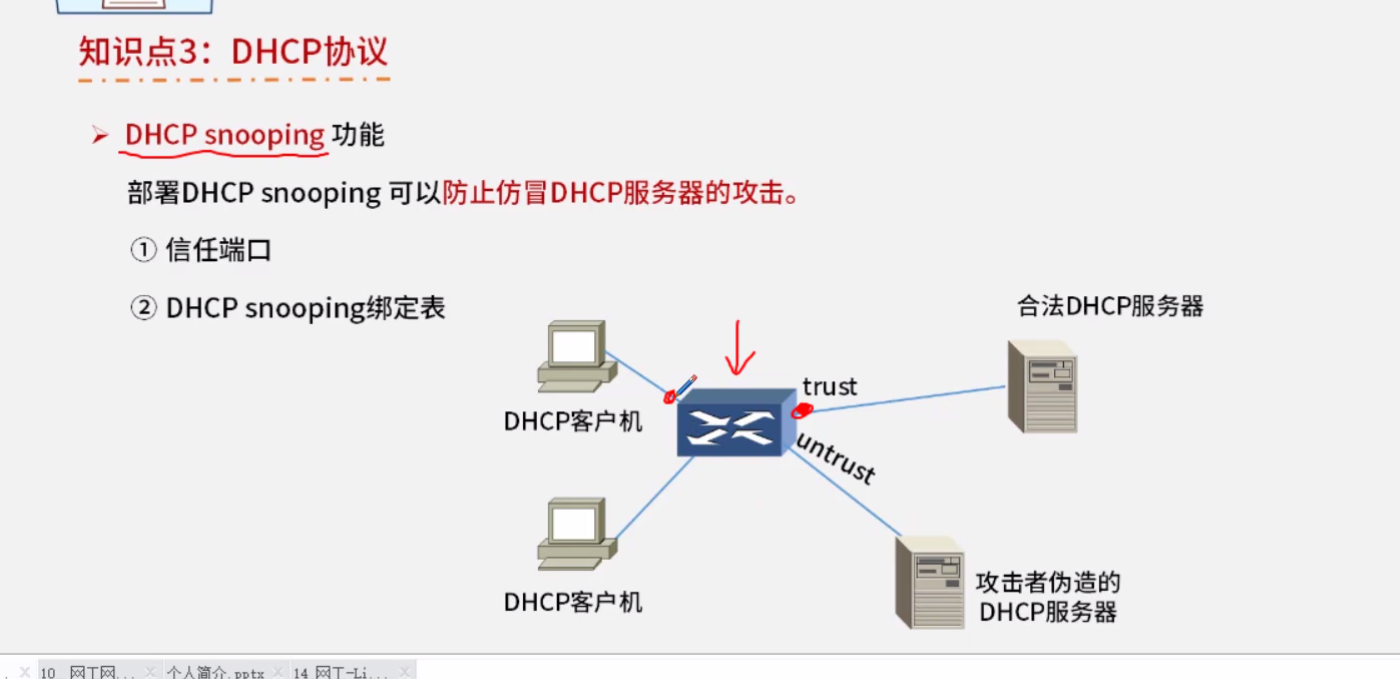 知识点3：DHCP协议
➢ DHCP snooping 功能
部署DHCP snooping 可以防止仿冒DHCP服务器的攻击。
① 信任端口
② DHCP snooping绑定表
合法DHCP服务器
trust
DHCP客户机
untrust
攻击者伪造的
DHCP服务器
DHCP客户机
10 网工网... 个人简介.pptx 14 网工-Li...